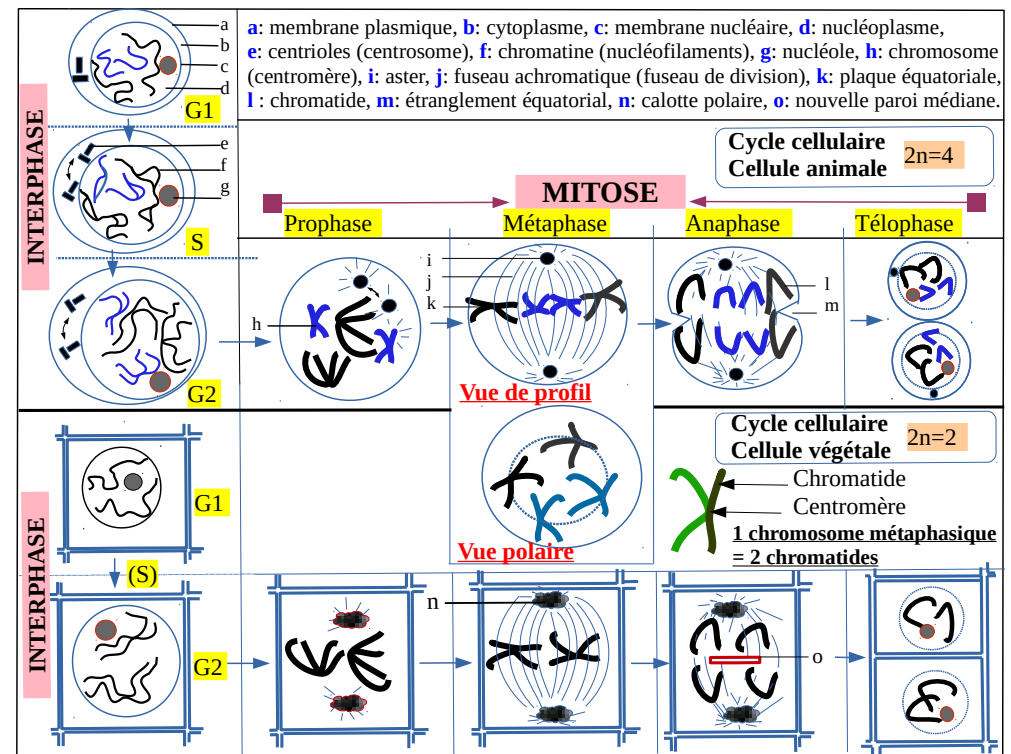 a: membrane plasmique, b: cytoplasme, c: membrane nucléaire, d: nucléoplasme,
e: centrioles (centrosome), f: chromatine (nucléofilaments), g: nucléole, h: chromosome
(centromère), i: aster, j: fuseau achromatique (fuseau de division), k: plaque équatoriale,
l : chromatide, m: étranglement équatorial, n: calotte polaire, o: nouvelle paroi médiane.
a
b
c
d
G1
INTERPHASE
e
f
g
S
G2
Cycle cellulaire
Cellule animale
2n=4
MITOSE
Prophase
Métaphase
Anaphase
Télophase
h
i
j
k
l
m
Vue de profil
Vue polaire
Cycle cellulaire
Cellule végétale
2n=2
Chromatide
Centromère
1 chromosome métaphasique
= 2 chromatides
INTERPHASE
G1
(S)
G2
n
o